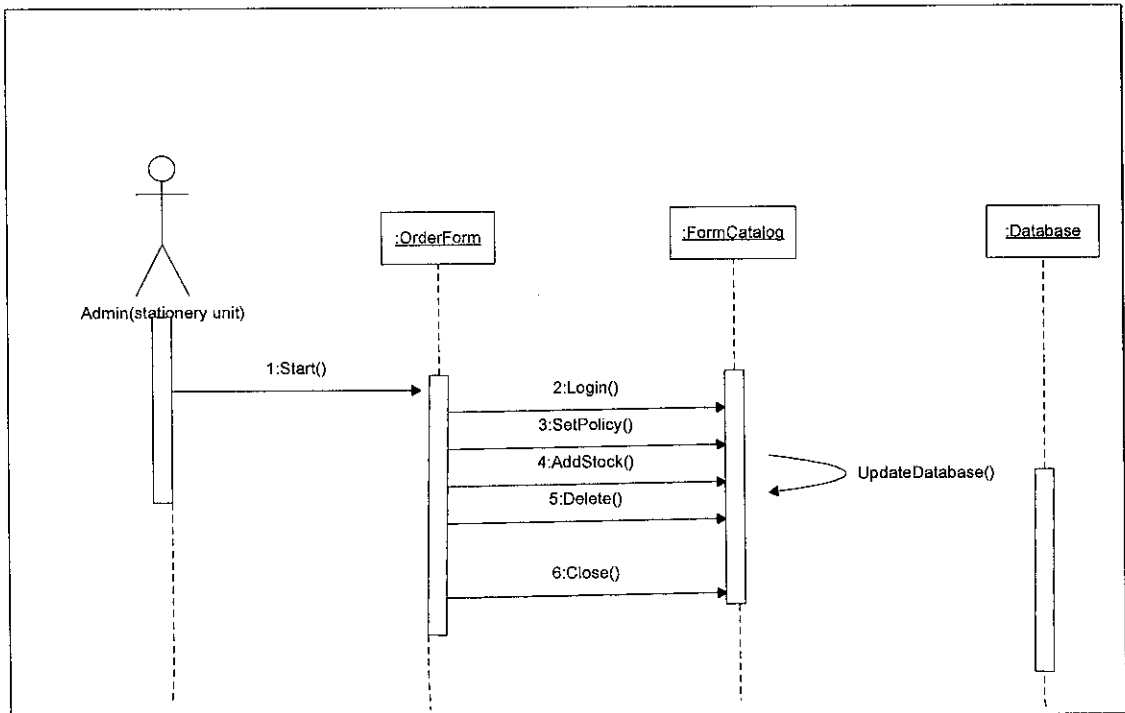 :OrderForm
:FormCatalog
:Database
Admin(stationery unit)
1:Start()
2:Login()
3:SetPolicy()
4:AddStock()
UpdateDatabase()
5:Delete()
6:Close()